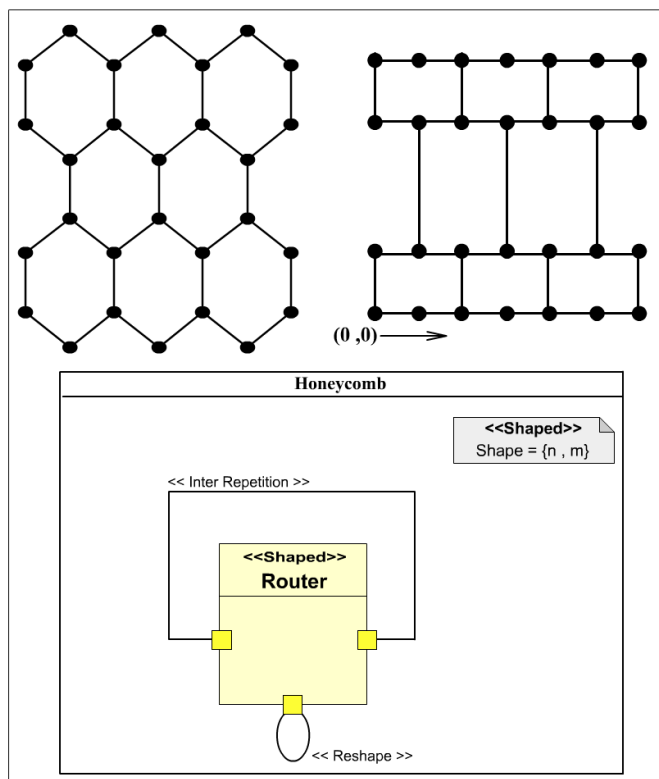 (0 ,0)
Honeycomb
<<Shaped>>
Shape = {n , m}
<< Inter Repetition >>
<<Shaped>>
Router
<< Reshape >>